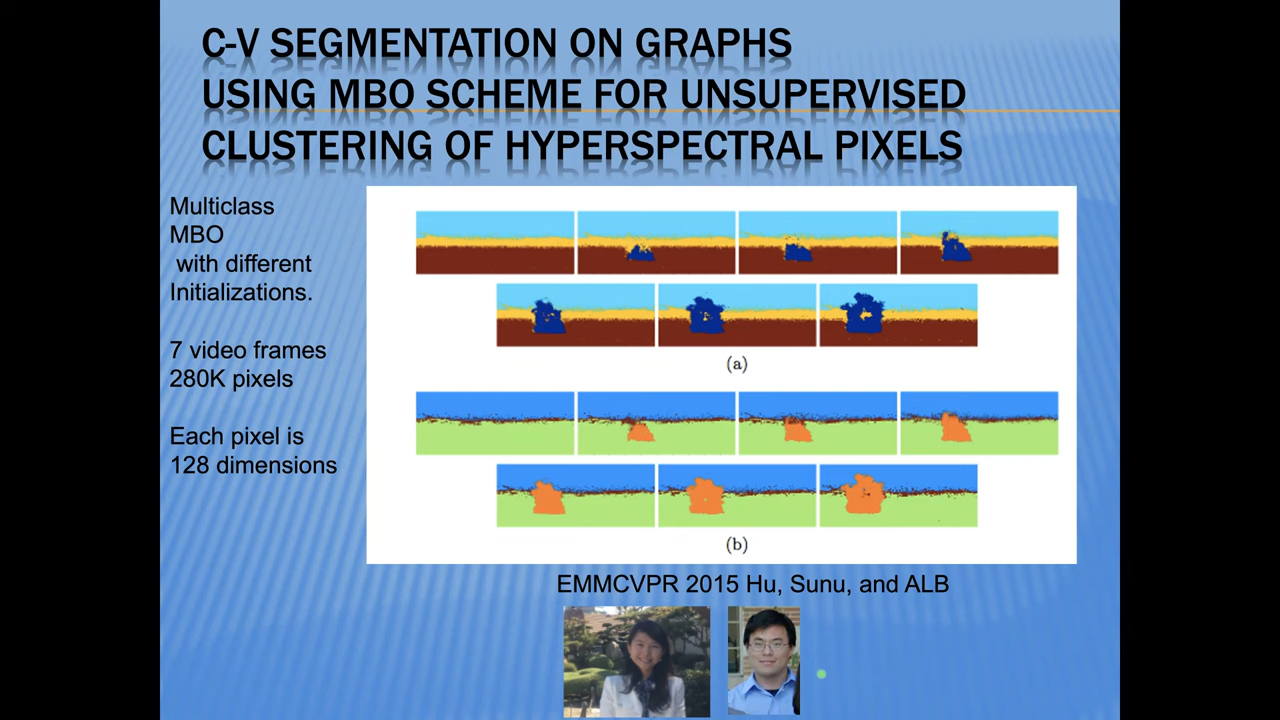 C-V SEGMENTATION ON GRAPHS
USING MBO SCHEME FOR UNSUPERVISED
CLUSTERING OF HYPERSPECTRAL PIXELS
Multiclass
MBO
with different
Initializations.
7 video frames
280K pixels
Each pixel is
128 dimensions
(a)
(b)
EMMCVPR 2015 Hu, Sunu, and ALB